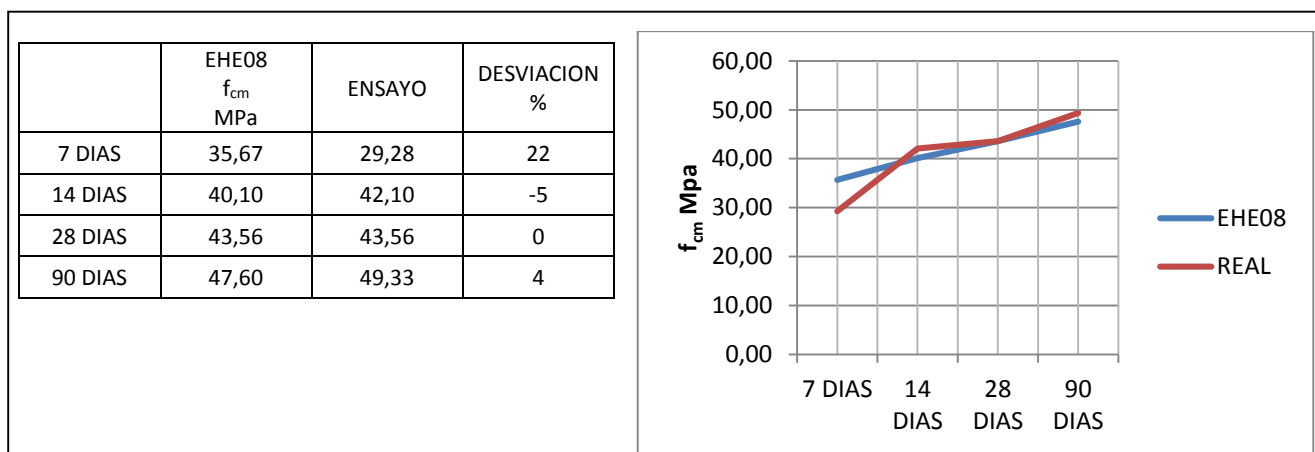 EHE08
fcm
MPa
ENSAYO
DESVIACION
%
7 DIAS 35,67 29,28 22
14 DIAS 40,10 42,10 -5
28 DIAS 43,56 43,56 0
90 DIAS 47,60 49,33 4
60,00
50,00
40,00
30,00
20,00
10,00
0,00
fcm Mpa
7 DIAS
14
DIAS
28
DIAS
90
DIAS
EHE08
REAL